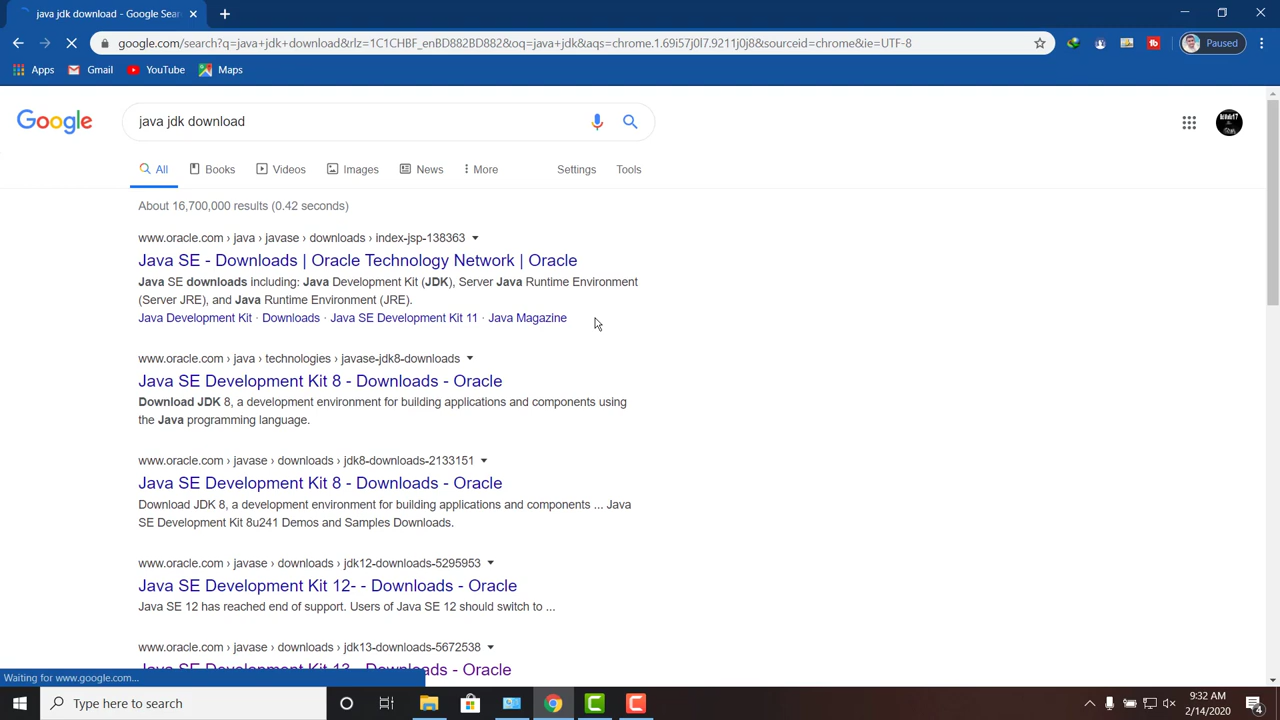 java jdk download - Google Sear
google.com/search?q=java+jdk+download&rlz=1C1CHBF_enBD882BD882&oq=java+jdk&aqs=chrome.1.69i57j0l7.9211j0j8&sourceid=chrome&ie=UTF-8
Paused
Apps Gmail YouTube Maps
Google java jdk download
All Books Videos Images News More Settings Tools
About 16,700,000 results (0.42 seconds)
www.oracle.com › java › javase › downloads › index-jsp-138363
Java SE - Downloads | Oracle Technology Network | Oracle
Java SE downloads including: Java Development Kit (JDK), Server Java Runtime Environment
(Server JRE), and Java Runtime Environment (JRE).
Java Development Kit · Downloads · Java SE Development Kit 11 · Java Magazine
www.oracle.com › java › technologies › javase-jdk8-downloads
Java SE Development Kit 8 - Downloads - Oracle
Download JDK 8, a development environment for building applications and components using
the Java programming language.
www.oracle.com › javase › downloads › jdk8-downloads-2133151
Java SE Development Kit 8 - Downloads - Oracle
Download JDK 8, a development environment for building applications and components ... Java
SE Development Kit 8u241 Demos and Samples Downloads.
www.oracle.com › javase › downloads › jdk12-downloads-5295953
Java SE Development Kit 12- - Downloads - Oracle
Java SE 12 has reached end of support. Users of Java SE 12 should switch to ...
www.oracle.com › javase › downloads › jdk13-downloads-5672538
Java SE Development Kit 13 - Downloads - Oracle
Waiting for www.google.com...
Type here to search
9:32 AM
2/14/2020
4